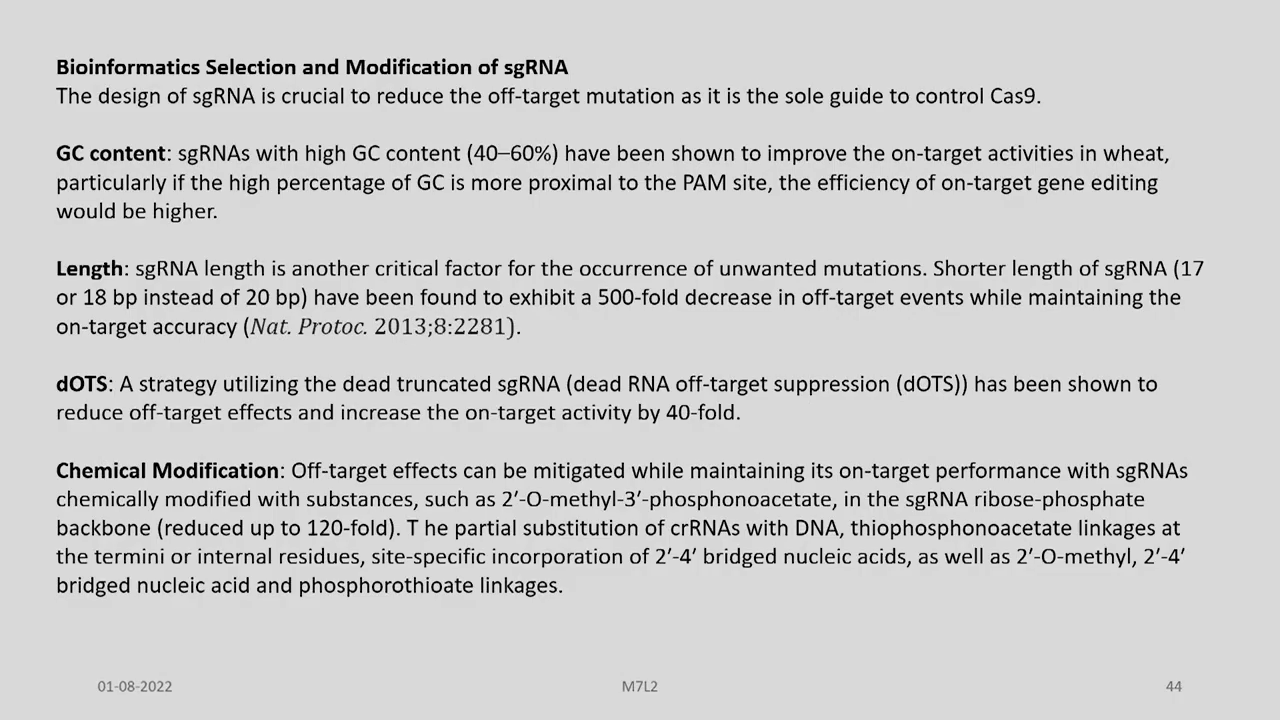 Bioinformatics Selection and Modification of sgRNA
The design of sgRNA is crucial to reduce the off-target mutation as it is the sole guide to control Cas9.
GC content: sgRNAs with high GC content (40–60%) have been shown to improve the on-target activities in wheat,
particularly if the high percentage of GC is more proximal to the PAM site, the efficiency of on-target gene editing
would be higher.
Length: sgRNA length is another critical factor for the occurrence of unwanted mutations. Shorter length of sgRNA (17
or 18 bp instead of 20 bp) have been found to exhibit a 500-fold decrease in off-target events while maintaining the
on-target accuracy (Nat. Protoc. 2013;8:2281).
dOTS: A strategy utilizing the dead truncated sgRNA (dead RNA off-target suppression (dOTS)) has been shown to
reduce off-target effects and increase the on-target activity by 40-fold.
Chemical Modification: Off-target effects can be mitigated while maintaining its on-target performance with sgRNAs
chemically modified with substances, such as 2′-O-methyl-3′-phosphonoacetate, in the sgRNA ribose-phosphate
backbone (reduced up to 120-fold). T he partial substitution of crRNAs with DNA, thiophosphonoacetate linkages at
the termini or internal residues, site-specific incorporation of 2′-4′ bridged nucleic acids, as well as 2′-O-methyl, 2′-4′
bridged nucleic acid and phosphorothioate linkages.
01-08-2022
M7L2
44